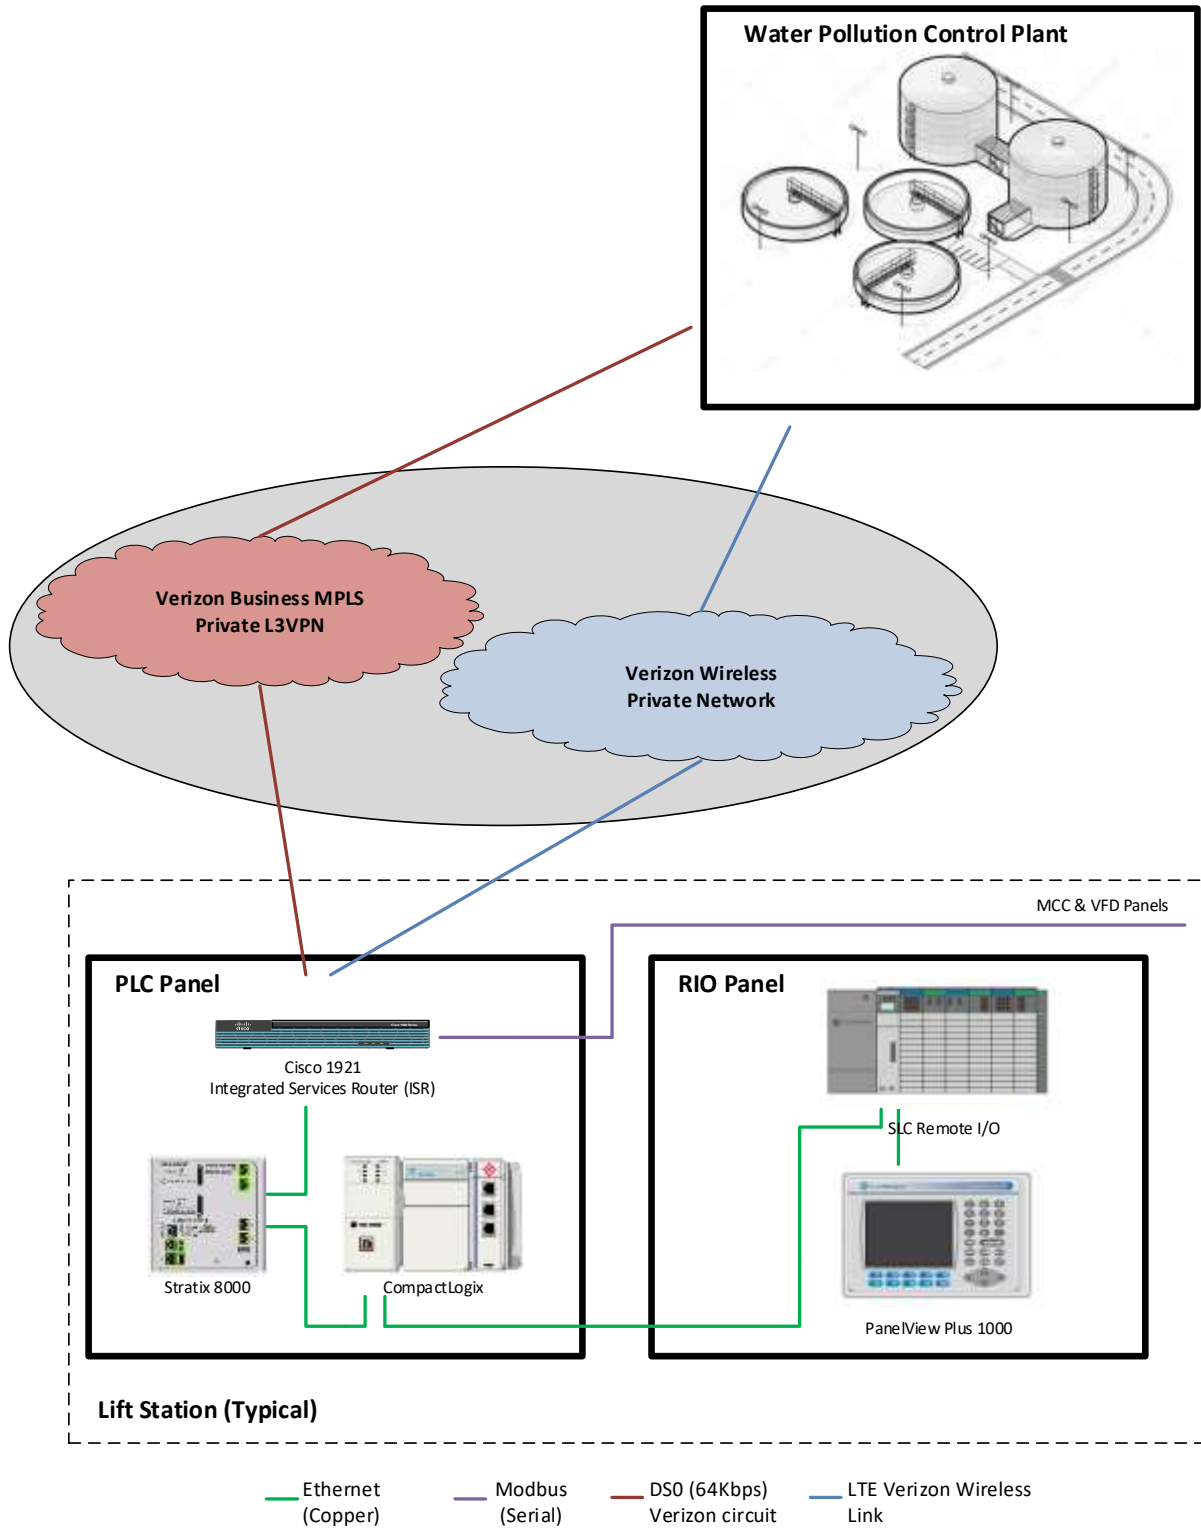 Water Pollution Control Plant
Verizon Business MPLS
Private L3VPN
Verizon Wireless
Private Network
MCC & VFD Panels
PLC Panel
RIO Panel
Cisco 1921
Integrated Services Router (ISR)
SLC Remote I/O
Stratix 8000
CompactLogix
PanelView Plus 1000
Lift Station (Typical)
Ethernet
(Copper)
Modbus
(Serial)
DS0 (64Kbps)
Verizon circuit
LTE Verizon Wireless
Link